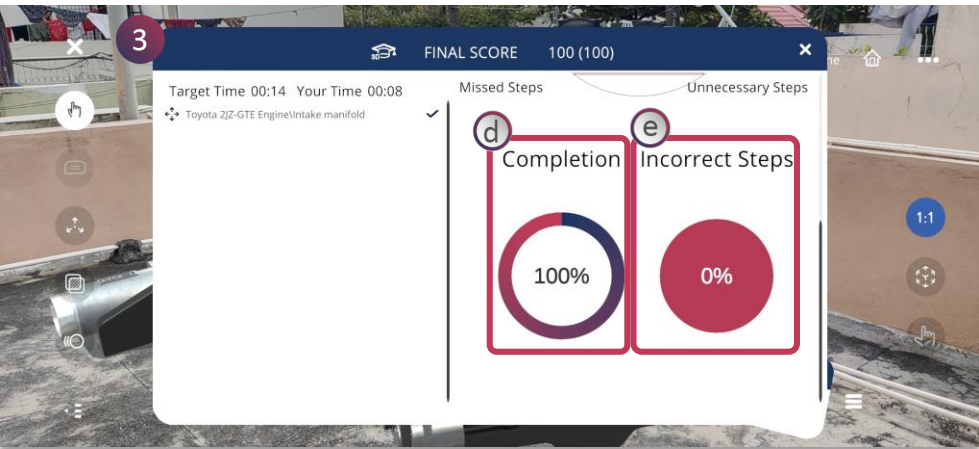 3
FINAL SCORE 100 (100)
Target Time 00:14 Your Time 00:08
Toyota 2JZ-GTE Engine\Intake manifold
Missed Steps
Unnecessary Steps
d
e
Completion
Incorrect Steps
100%
0%
1:1